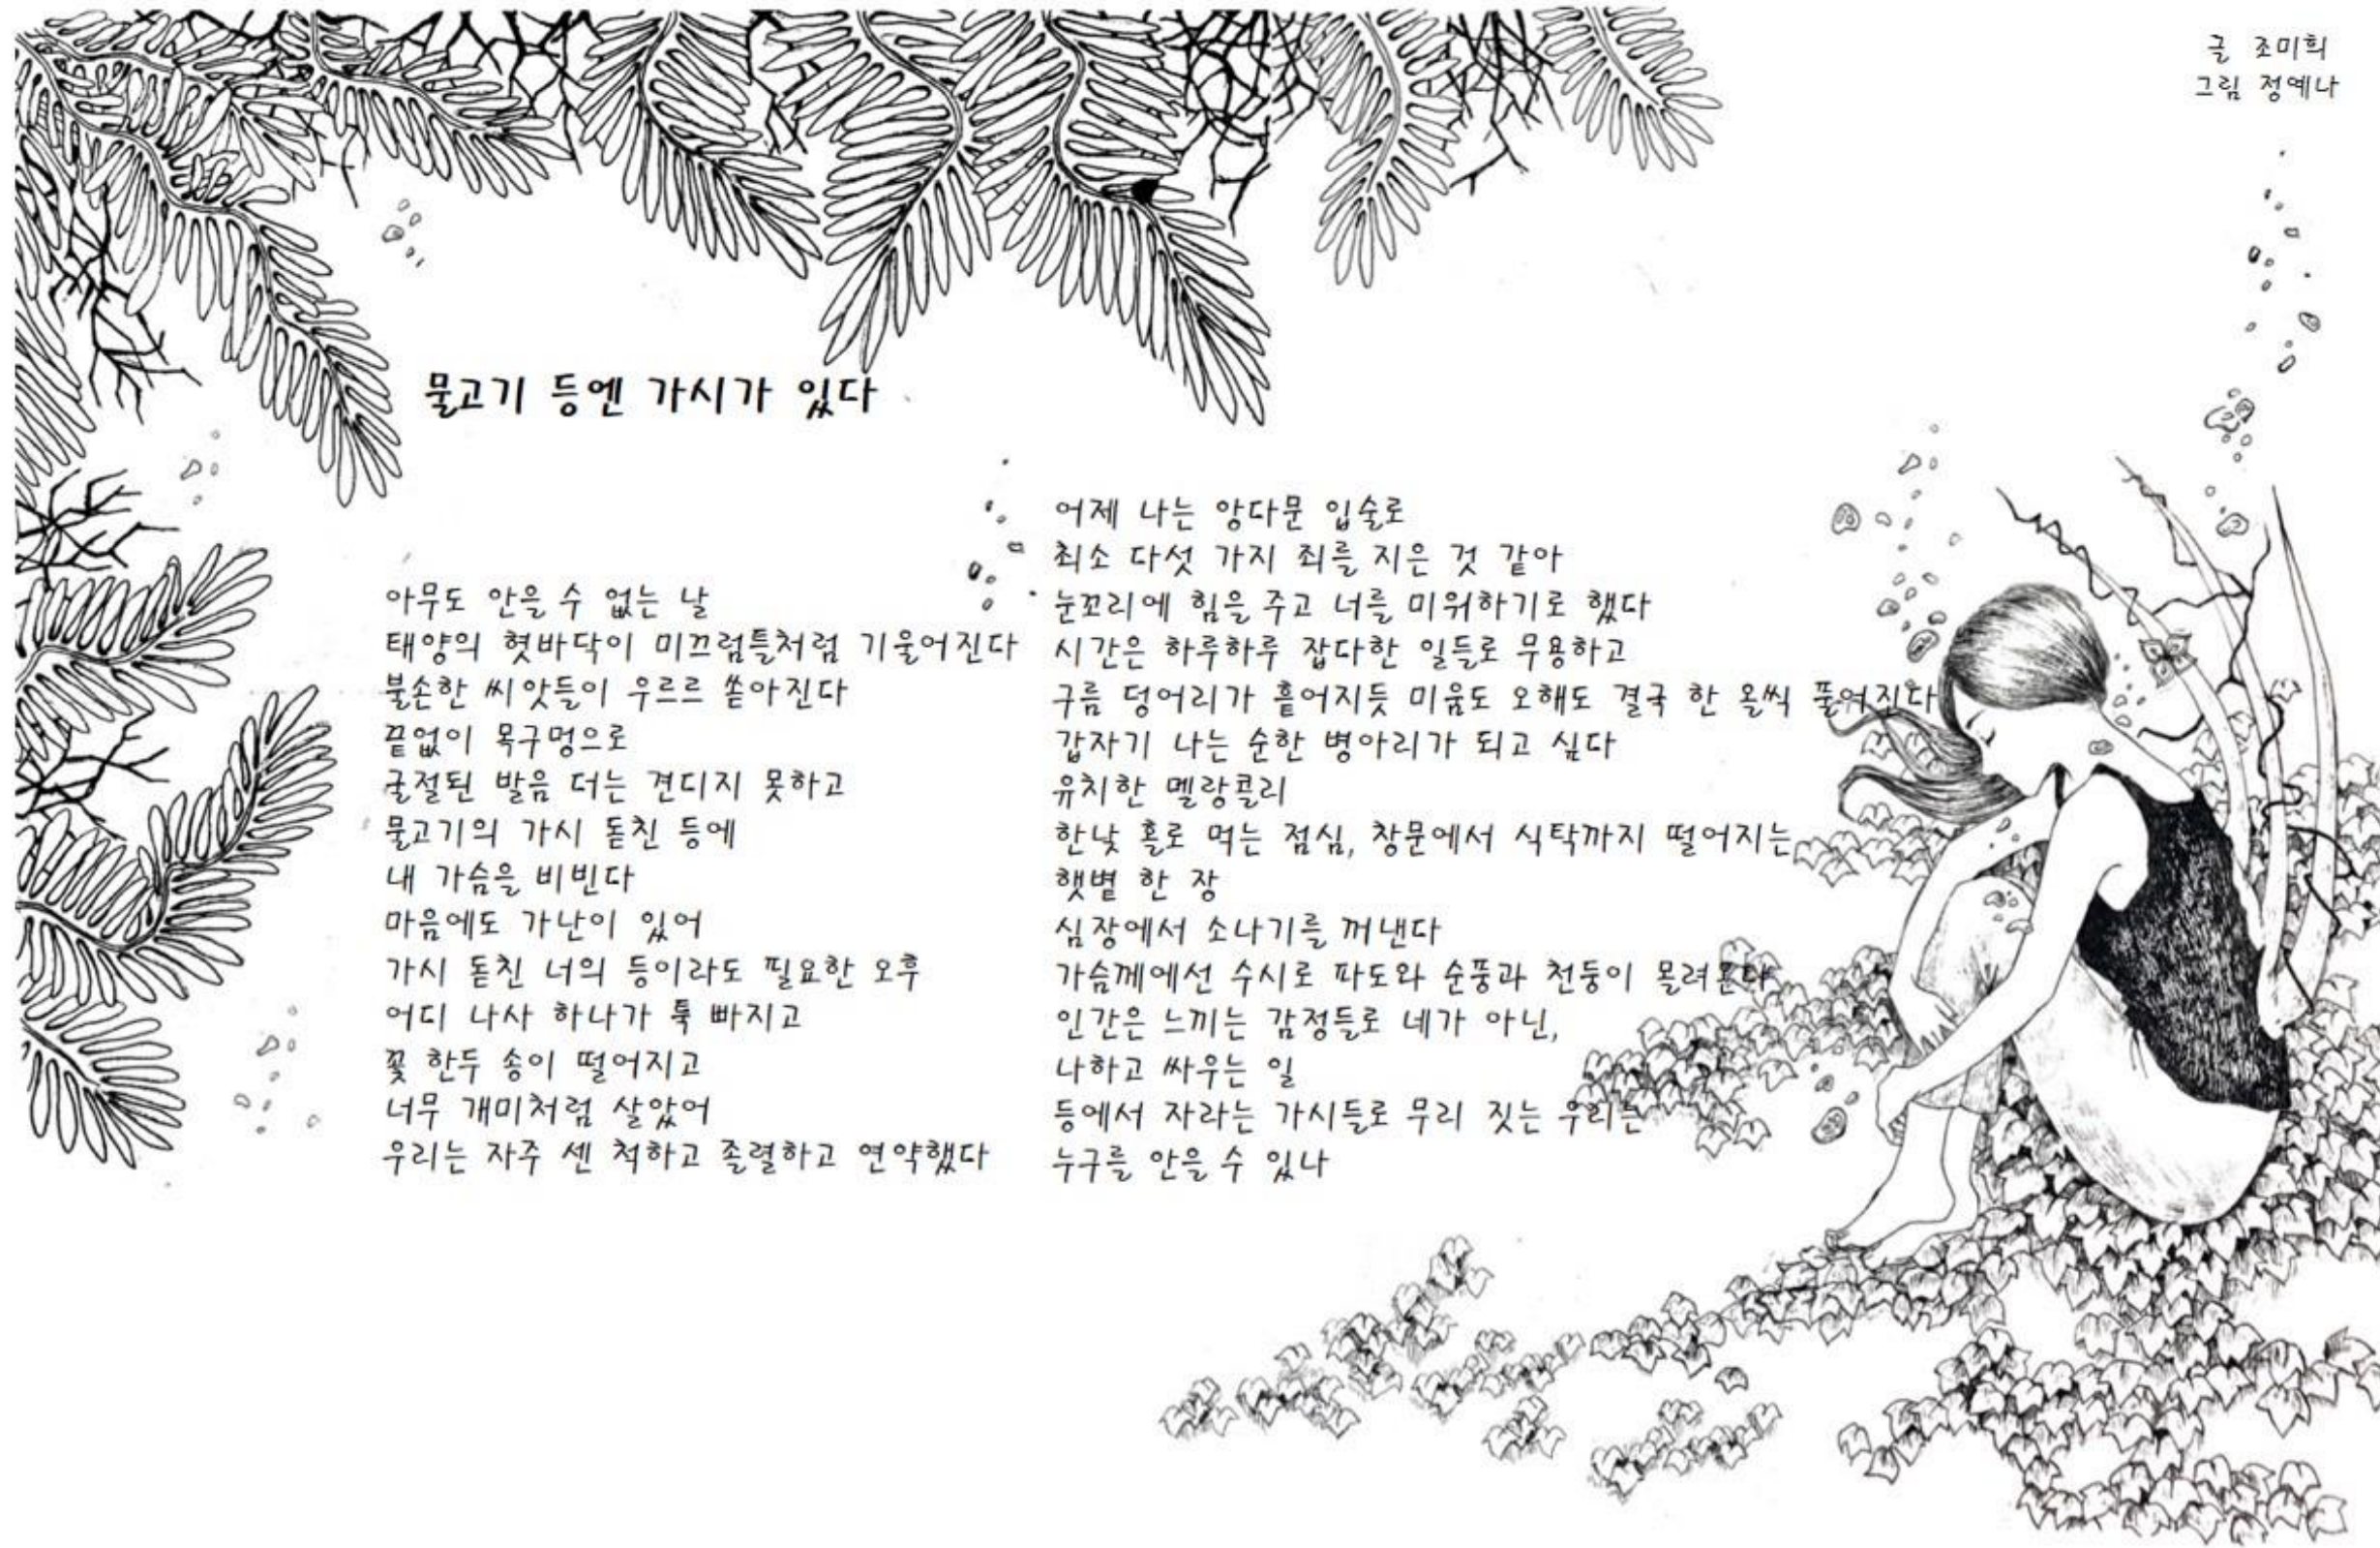 글 조미희
그림 정예나
물고기 등엔 가시가 있다
아무도 안을 수 없는 날
태양의 혓바닥이 미끄럼틀처럼 기울어진다
불손한 씨앗들이 우르르 쏟아진다
끝없이 목구멍으로
굴절된 발음 더는 견디지 못하고
물고기의 가시 돋친 등에
내 가슴을 비빈다
마음에도 가난이 있어
가시 돋친 너의 등이라도 필요한 오후
어디 나사 하나가 툭 빠지고
꽃 한두 송이 떨어지고
너무 개미처럼 살았어
우리는 자주 센 척하고 졸렬하고 연약했다
어제 나는 앙다문 입술로
최소 다섯 가지 죄를 지은 것 같아
눈꼬리에 힘을 주고 너를 미워하기로 했다
시간은 하루하루 잡다한 일들로 무용하고
구름 덩어리가 흩어지듯 미움도 오해도 결국 한 올씩 풀어진다
갑자기 나는 순한 병아리가 되고 싶다
유치한 멜랑콜리
한낮 홀로 먹는 점심, 창문에서 식탁까지 떨어지는
햇볕 한 장
심장에서 소나기를 꺼낸다
가슴께에선 수시로 파도와 순풍과 천둥이 몰려온다
인간은 느끼는 감정들로 네가 아닌,
나하고 싸우는 일
등에서 자라는 가시들로 무리 짓는 우리는
누구를 안을 수 있나